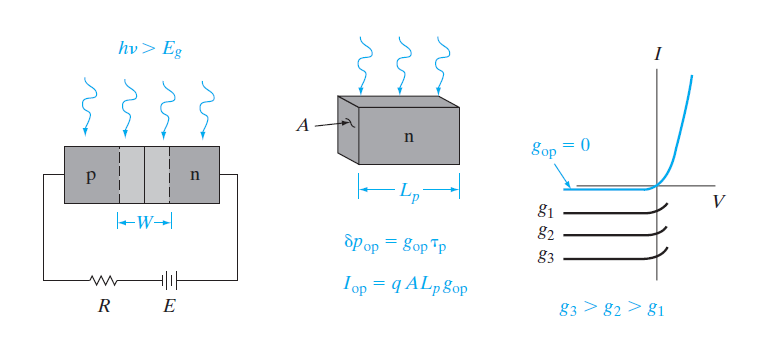 hν > Eg
p
n
W
R
E
A
n
Lp
δpop = gop τp
Iop = q ALp gop
I
gop = 0
V
g1
g2
g3
g3 > g2 > g1